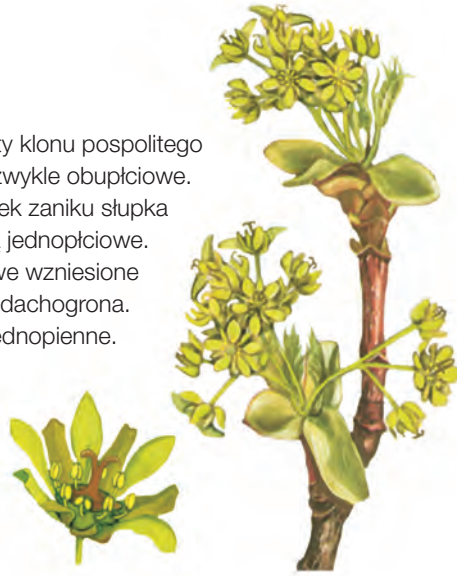 ty klonu pospolitego
zwykle obupłciowe.
ek zaniku słupka
jednopłciowe.
we wzniesione
dachogrona.
ednopienne.